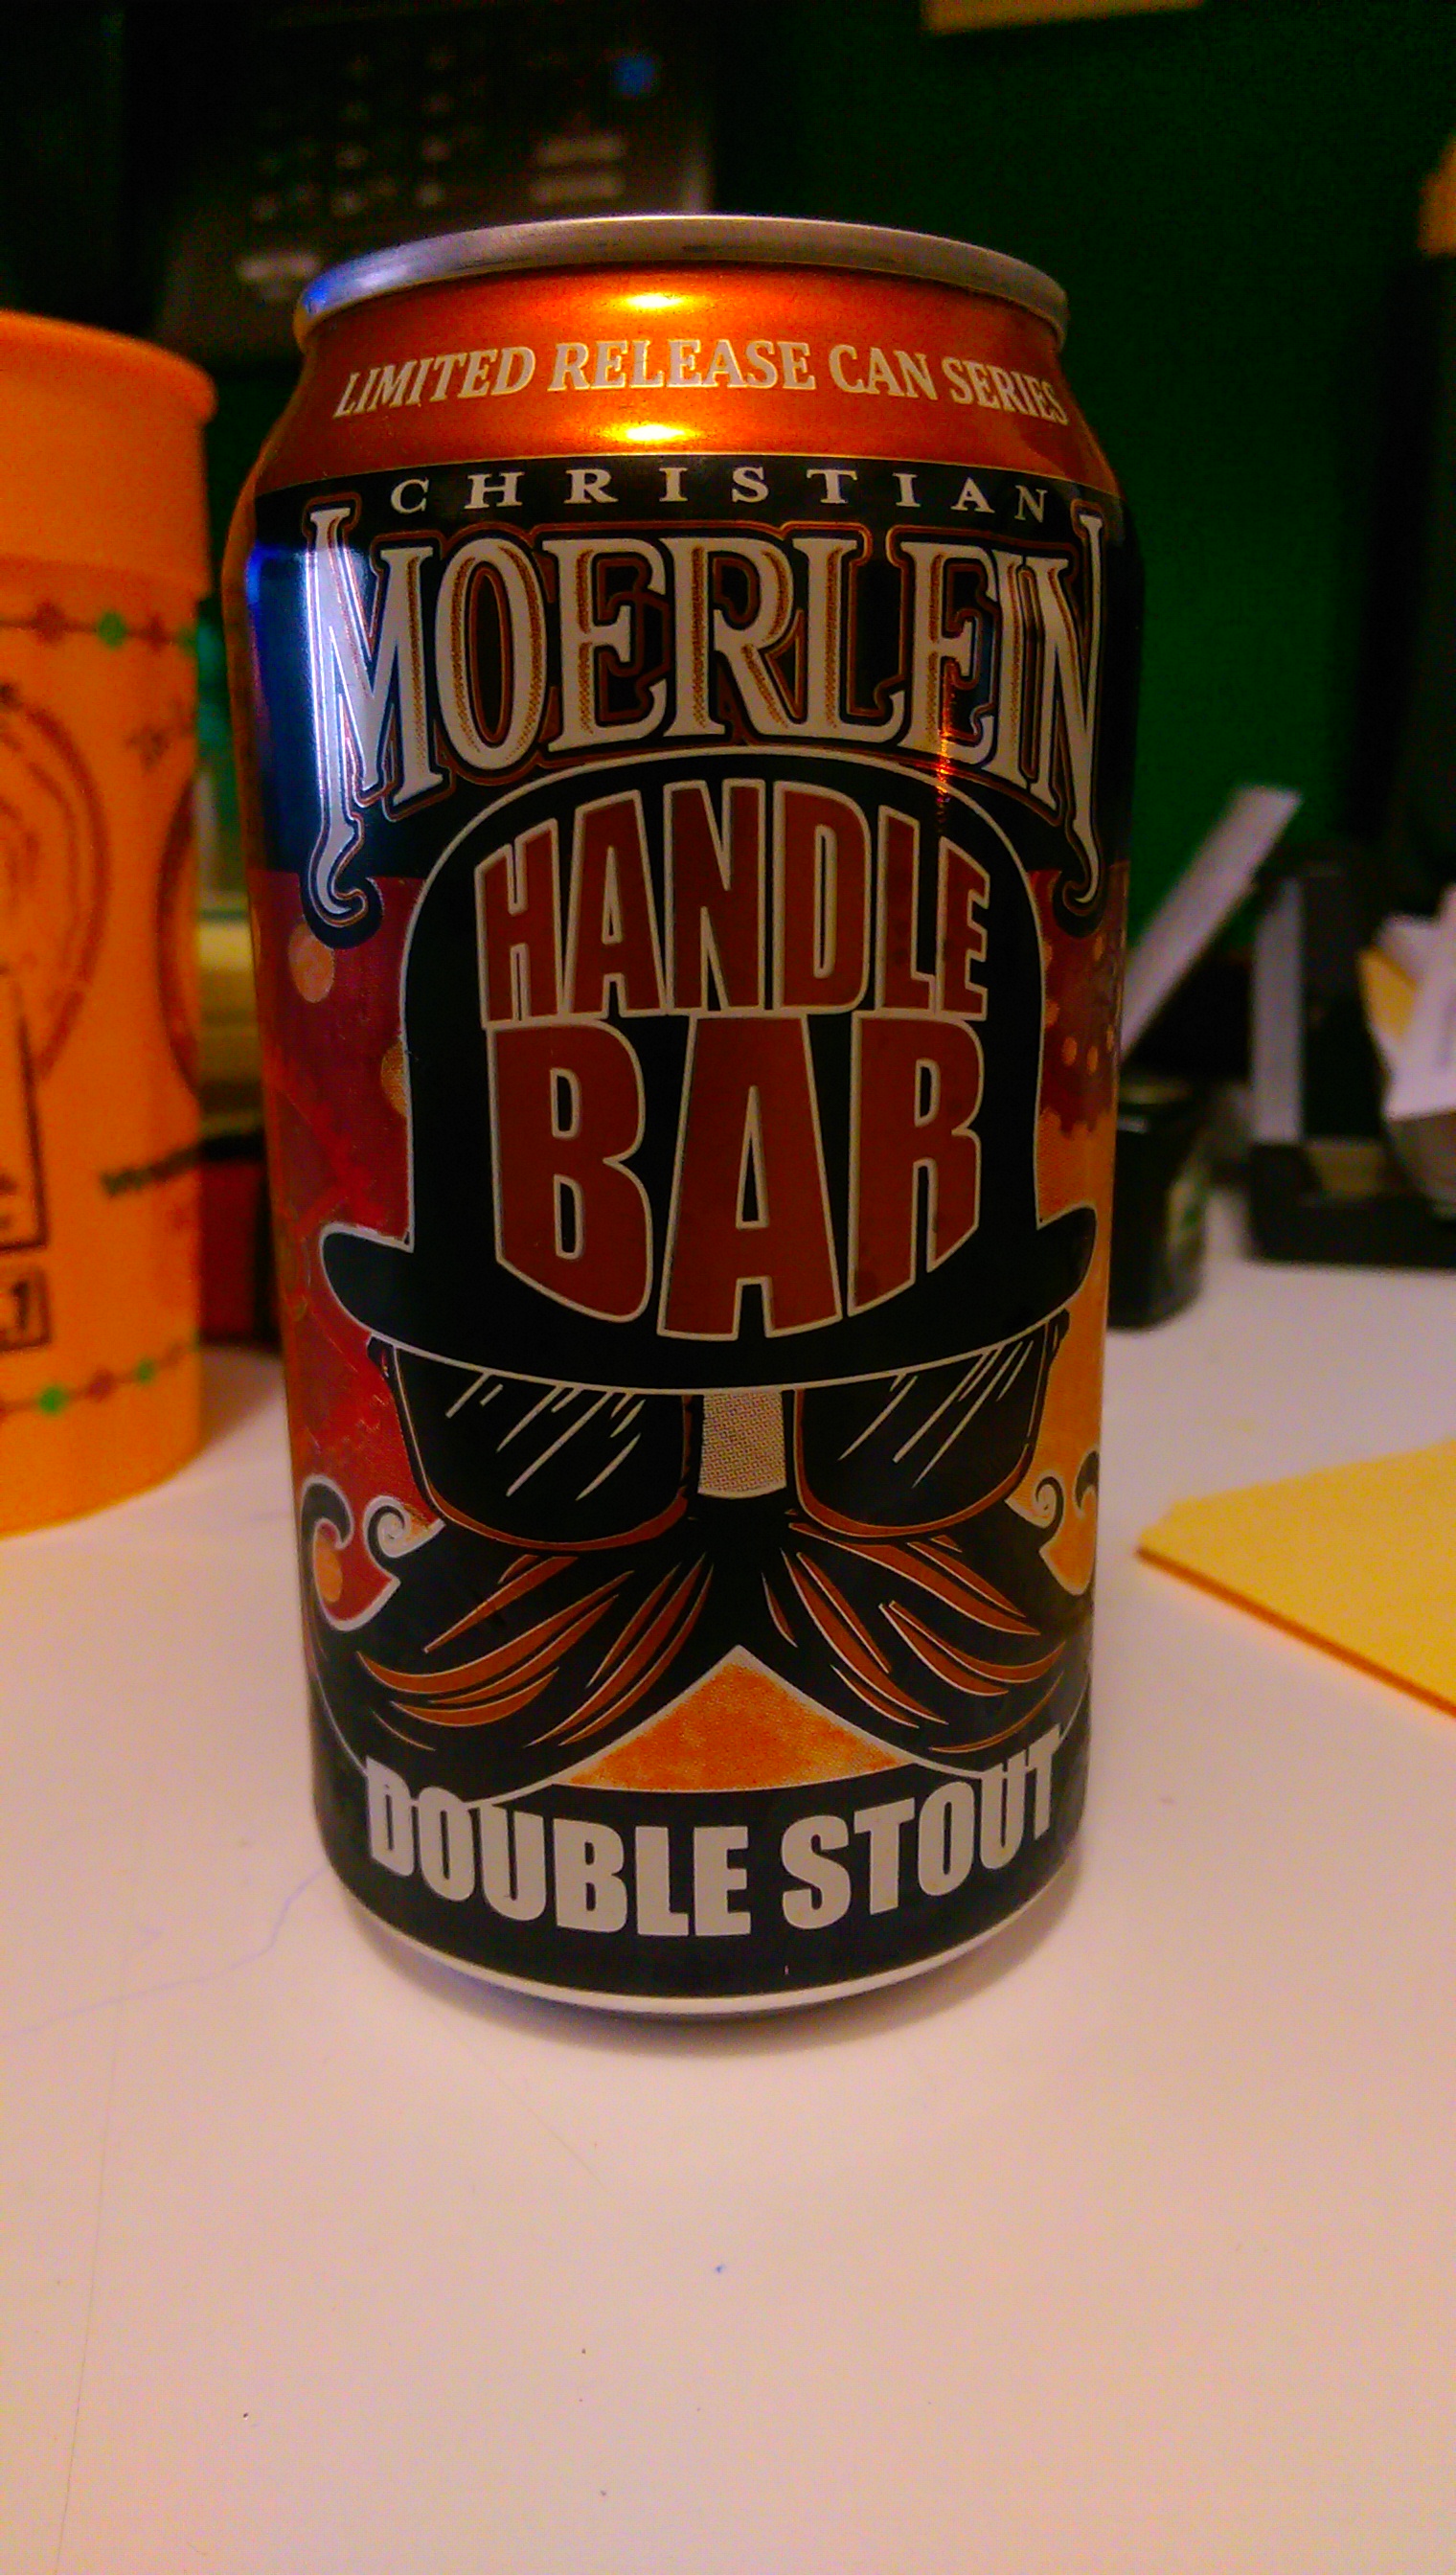 LIMITED RELEASE CAN SERIES
CHRISTIAN
MOERLEIN
HANDLE
BAR
DOUBLE STOUT